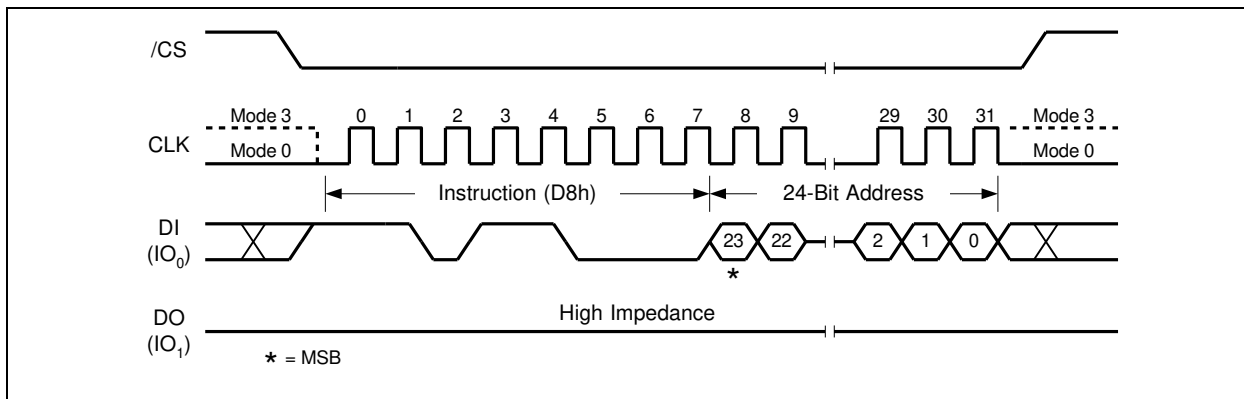 /CS
Mode 3 0 1 2 3 4 5 6 7 8 9 29 30 31 Mode 3
CLK
Mode 0 Mode 0
Instruction (D8h) 24-Bit Address
DI
(IO0) 23 22 2 1 0
*
High Impedance
DO
(IO1)
* = MSB